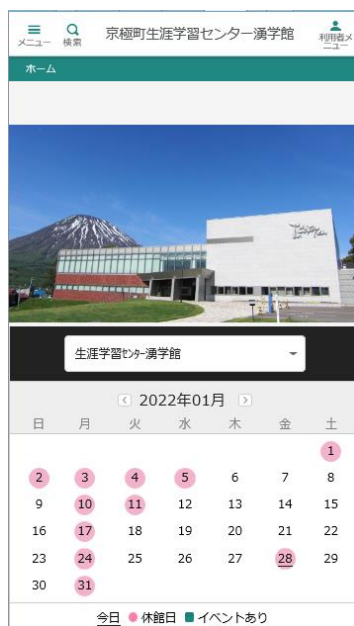 メニュー
検索
京極町生涯学習センター湧学館
利用者メニュー
ホーム
生涯学習ｾﾝﾀｰ湧学館
2022年01月
日 月 火 水 木 金 土
1
2 3 4 5 6 7 8
9 10 11 12 13 14 15
16 17 18 19 20 21 22
23 24 25 26 27 28 29
30 31
今日 休館日 イベントあり